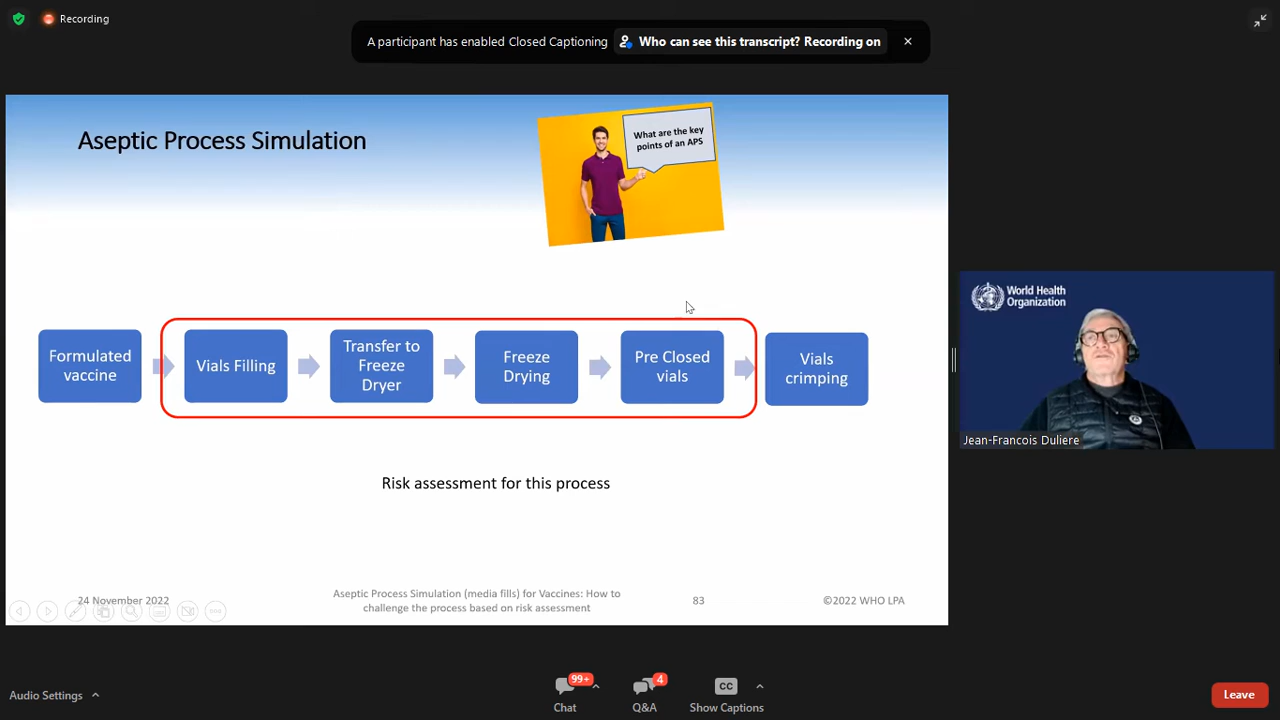 Recording
A participant has enabled Closed Captioning
Who can see this transcript? Recording on
Aseptic Process Simulation
What are the key
points of an APS
Formulated
vaccine
Vials Filling
Transfer to
Freeze
Dryer
Freeze
Drying
Pre Closed
vials
Vials
crimping
World Health
Organization
Jean-Francois Duliere
Risk assessment for this process
24 November 2022
Aseptic Process Simulation (media fills) for Vaccines: How to
challenge the process based on risk assessment
83
©2022 WHO LPA
Audio Settings
99+
Chat
4
Q&A
CC
Show Captions
Leave